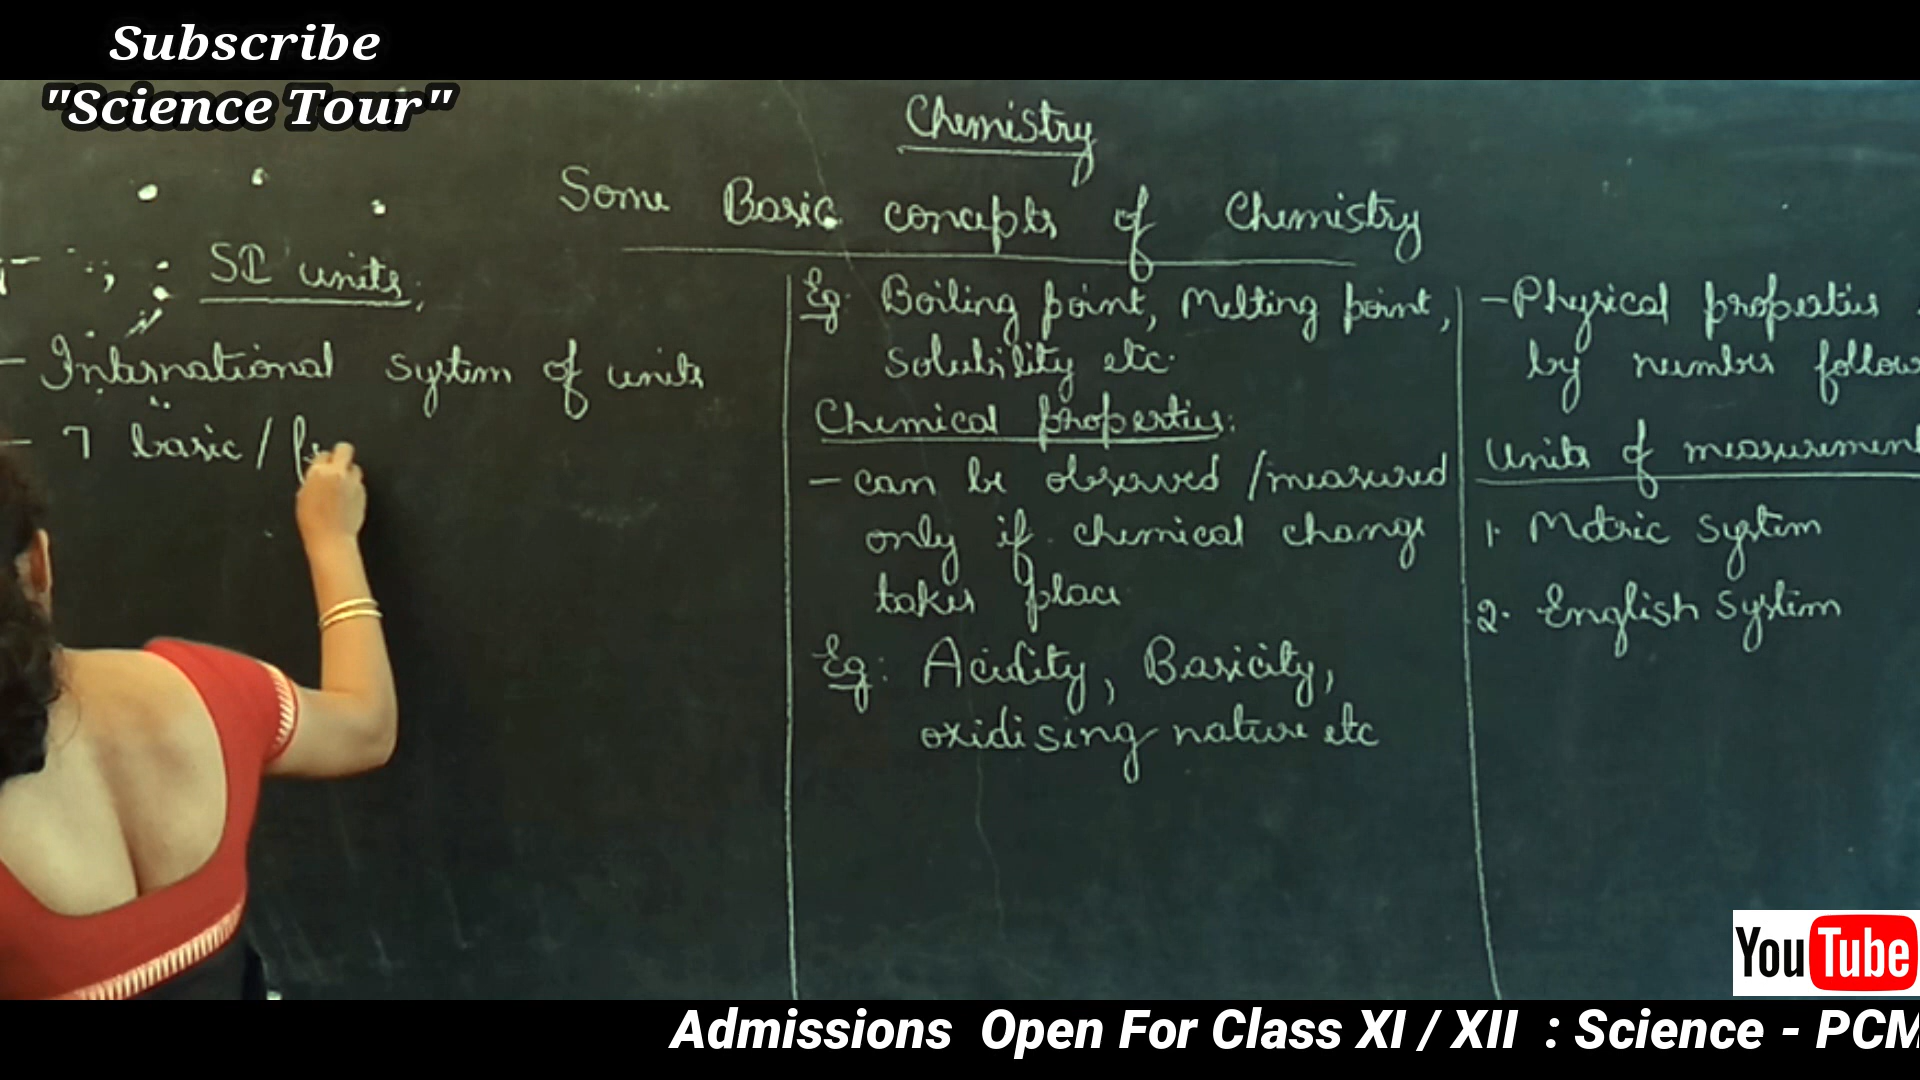 Subscribe
"Science Tour"
Chemistry
Some Basic concepts of Chemistry
SI units,
- International system of units
- 7 basic /
Eg: Boiling point, Melting point,
solubility etc.
Chemical properties:
- can be observed /measured
only if chemical change
takes place
Eg: Acidity, Basicity,
oxidising nature etc
- Physical properties
by number follow
Units of measurement
1. Metric system
2. English system
YouTube
Admissions Open For Class XI / XII : Science - PCM